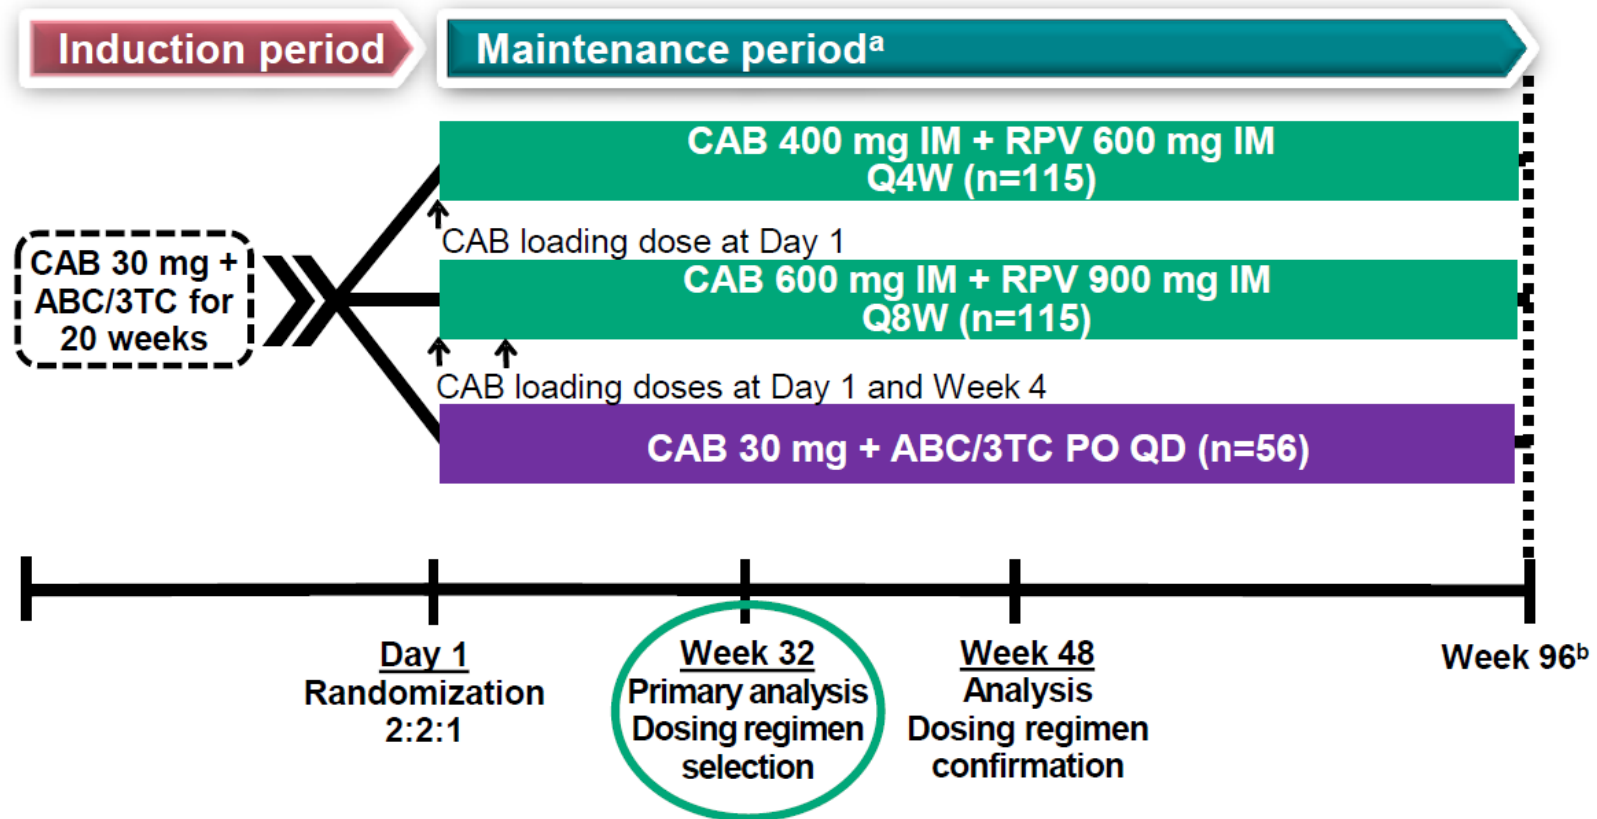 Induction period
Maintenance periodᵃ
CAB 400 mg IM + RPV 600 mg IM
Q4W (n=115)
CAB loading dose at Day 1
CAB 30 mg +
ABC/3TC for
20 weeks
CAB 600 mg IM + RPV 900 mg IM
Q8W (n=115)
CAB loading doses at Day 1 and Week 4
CAB 30 mg + ABC/3TC PO QD (n=56)
Day 1
Randomization
2:2:1
Week 32
Primary analysis
Dosing regimen
selection
Week 48
Analysis
Dosing regimen
confirmation
Week 96ᵇ